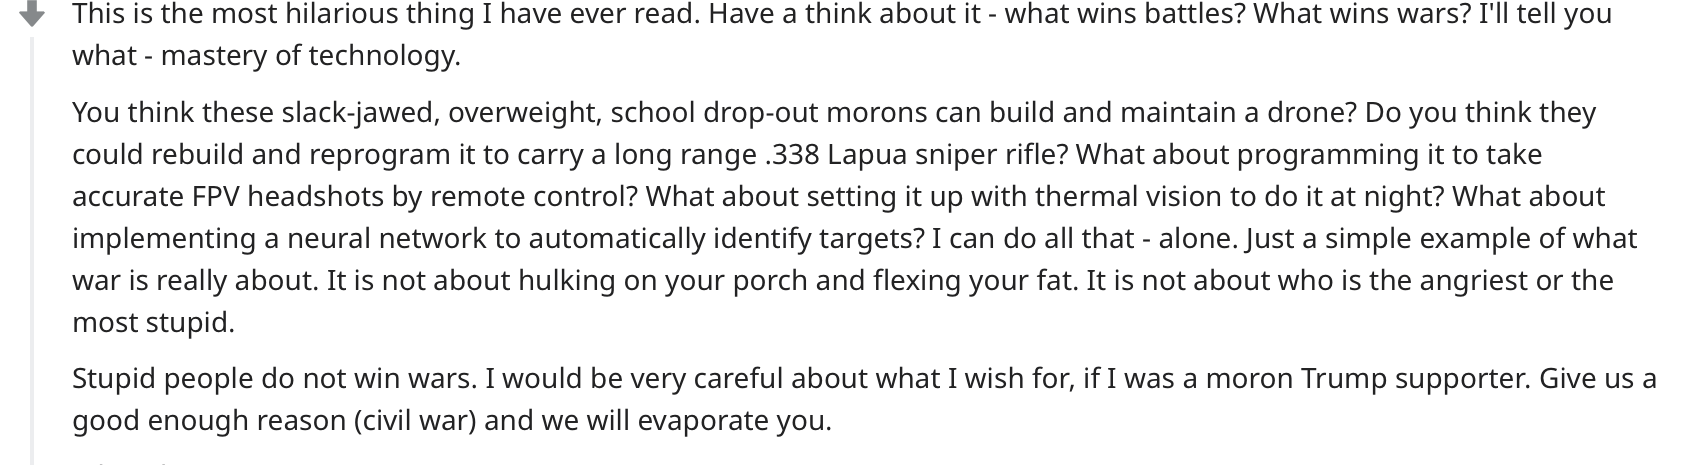 This is the most hilarious thing I have ever read. Have a think about it - what wins battles? What wins wars? I'll tell you
what - mastery of technology.
You think these slack-jawed, overweight, school drop-out morons can build and maintain a drone? Do you think they
could rebuild and reprogram it to carry a long range .338 Lapua sniper rifle? What about programming it to take
accurate FPV headshots by remote control? What about setting it up with thermal vision to do it at night? What about
implementing a neural network to automatically identify targets? I can do all that - alone. Just a simple example of what
war is really about. It is not about hulking on your porch and flexing your fat. It is not about who is the angriest or the
most stupid.
Stupid people do not win wars. I would be very careful about what I wish for, if I was a moron Trump supporter. Give us a
good enough reason (civil war) and we will evaporate you.